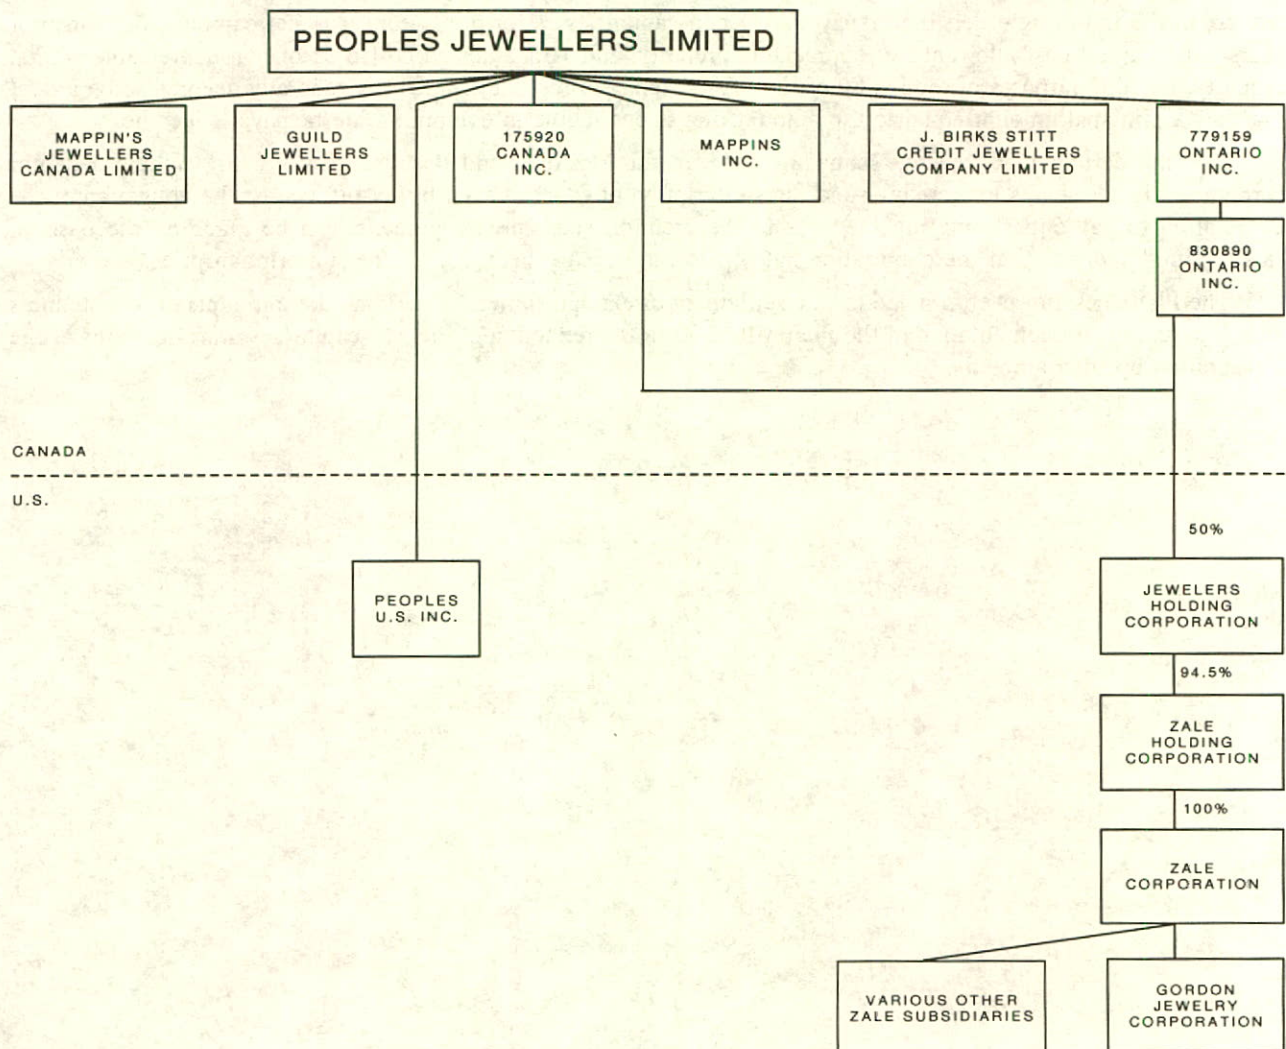 PEOPLES JEWELLERS LIMITED
MAPPIN'S
JEWELLERS
CANADA LIMITED
GUILD
JEWELLERS
LIMITED
175920
CANADA
INC.
MAPPINS
INC.
J. BIRKS STITT
CREDIT JEWELLERS
COMPANY LIMITED
779159
ONTARIO
INC.
830890
ONTARIO
INC.
CANADA
U.S.
50%
PEOPLES
U.S. INC.
JEWELERS
HOLDING
CORPORATION
94.5%
ZALE
HOLDING
CORPORATION
100%
ZALE
CORPORATION
VARIOUS OTHER
ZALE SUBSIDIARIES
GORDON
JEWELRY
CORPORATION